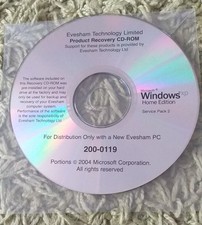 Evesham Technology Limited
Product Recovery CD-ROM
Support for these products is provided by
Evesham Technology Ltd
The software included on
this Recovery CD-ROM was
pre-installed on your hard
drive at the factory and may
only be used for backup and
recovery of your Evesham
computer system.
Performance of the software
is the sole responsibility of
Evesham Technology Ltd.
Microsoft
Windows xp
Home Edition
Service Pack 2
For Distribution Only with a New Evesham PC
200-0119
Portions © 2004 Microsoft Corporation.
All rights reserved.